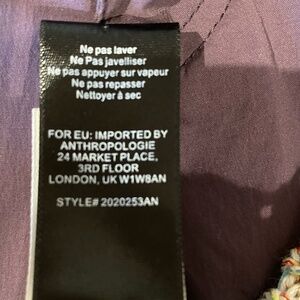 Ne pas laver
Ne Pas javelliser
Ne pas appuyer sur vapeur
Ne pas repasser
Nettoyer à sec
FOR EU: IMPORTED BY
ANTHROPOLOGIE
24 MARKET PLACE,
3RD FLOOR
LONDON, UK W1W8AN
STYLE# 2020253AN